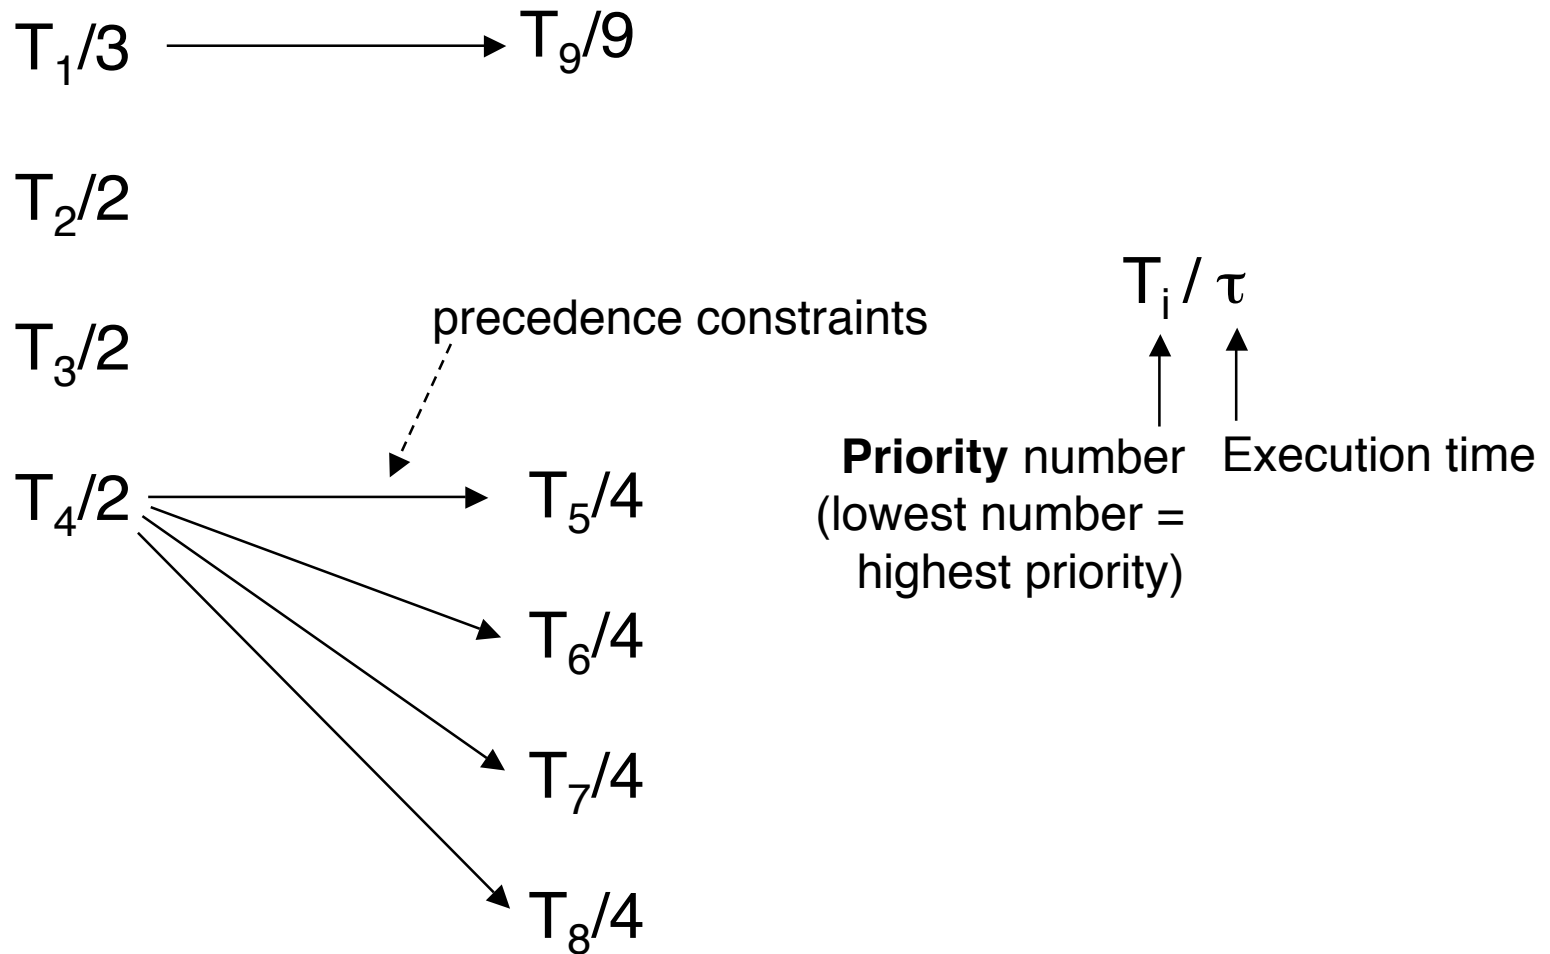 T₁/3
T₉/9
T₂/2
T₃/2
T₄/2
precedence constraints
T₅/4
T₆/4
T₇/4
T₈/4
Tᵢ / τ
Priority number
(lowest number =
highest priority)
Execution time